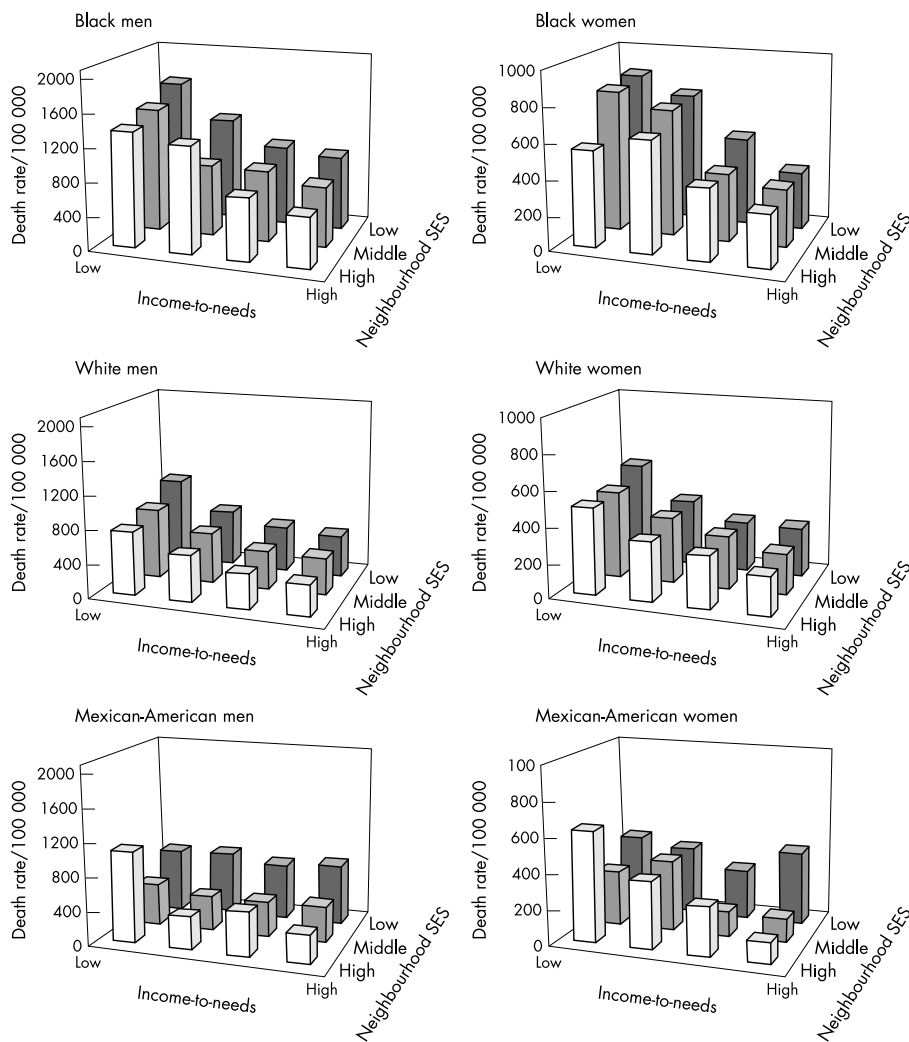 Black men
Death rate/100 000
2000
1600
1200
800
400
0
Low
High
Income-to-needs
Low
Middle
High
Neighbourhood SES
Black women
Death rate/100 000
1000
800
600
400
200
0
Low
High
Income-to-needs
Low
Middle
High
Neighbourhood SES
White men
Death rate/100 000
2000
1600
1200
800
400
0
Low
High
Income-to-needs
Low
Middle
High
Neighbourhood SES
White women
Death rate/100 000
1000
800
600
400
200
0
Low
High
Income-to-needs
Low
Middle
High
Neighbourhood SES
Mexican-American men
Death rate/100 000
2000
1600
1200
800
400
0
Low
High
Income-to-needs
Low
Middle
High
Neighbourhood SES
Mexican-American women
Death rate/100 000
100
800
600
400
200
0
Low
High
Income-to-needs
Low
Middle
High
Neighbourhood SES